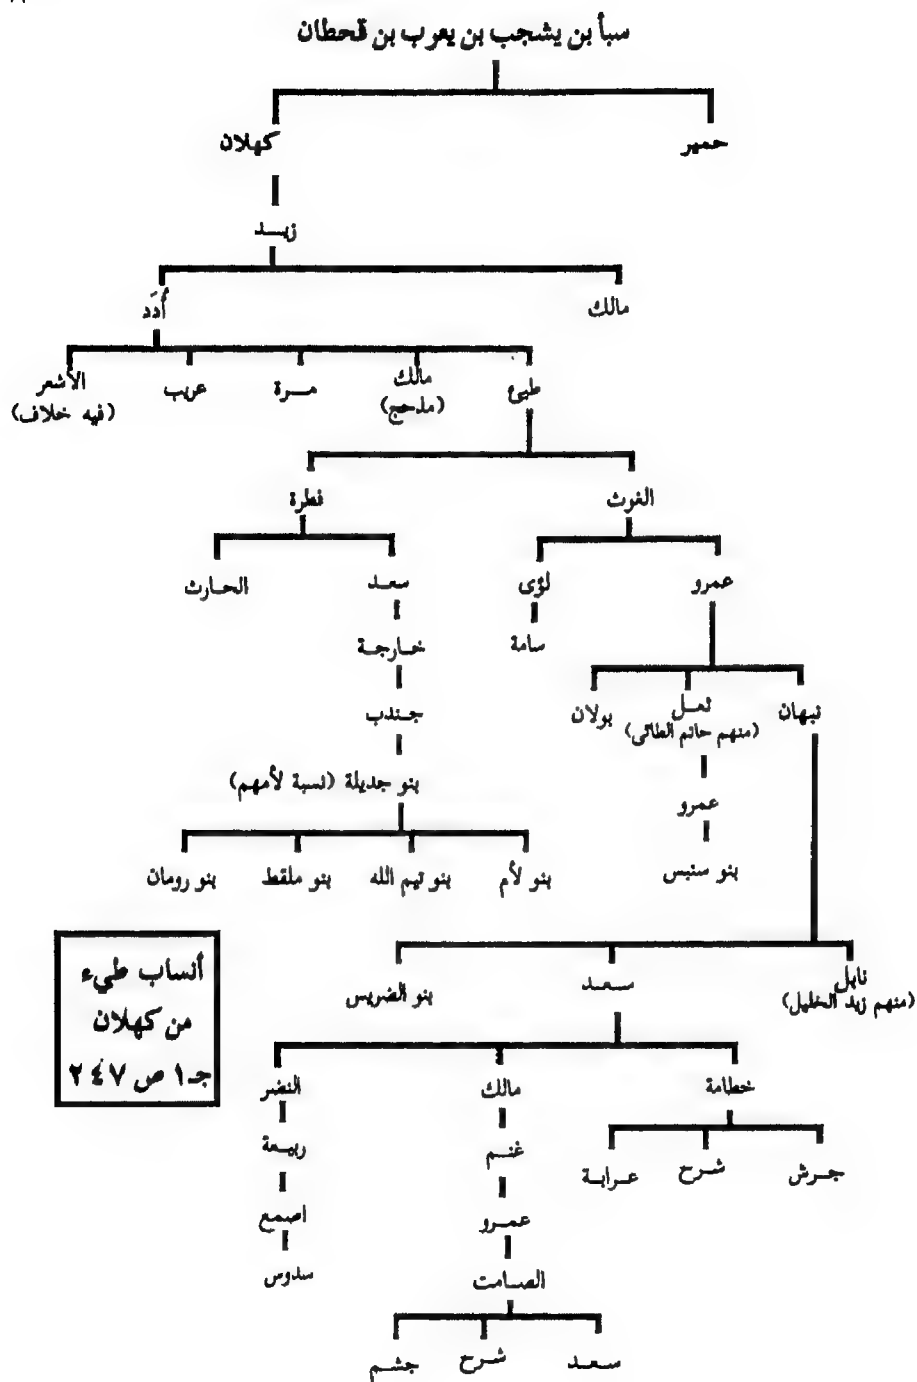 سبأ بن يشجب بن يعرب بن قحطان
حمير
كهلان
زيد
مالك
أُدَد
طيئ
مالك
(مذحج)
مرة
عريب
الأشعر
(فيه خلاف)
الغوث
فطرة
عمرو
لؤى
سعد
الحارث
سامة
خارجة
نبهان
ثعل
(منهم حاتم الطائى)
بولان
جندب
بنو جديلة (نسبة لأمهم)
عمرو
بنو سنبس
بنو لأم
بنو تيم الله
بنو ملقط
بنو رومان
نابل
(منهم زيد الخليل)
سعد
بنو الضريس
أنساب طيء
من كهلان
جـ١ ص ٢٤٧
خطامة
مالك
النضر
جرش
شرح
عرابة
غنم
ربيعة
عمرو
اصمع
الصامت
سدوس
سعد
شرح
جشم